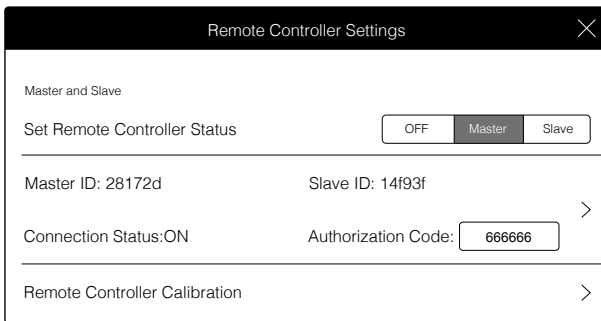 Remote Controller Settings
Master and Slave
Set Remote Controller Status OFF Master Slave
Master ID: 28172d Slave ID: 14f93f
Connection Status:ON Authorization Code: 666666
Remote Controller Calibration